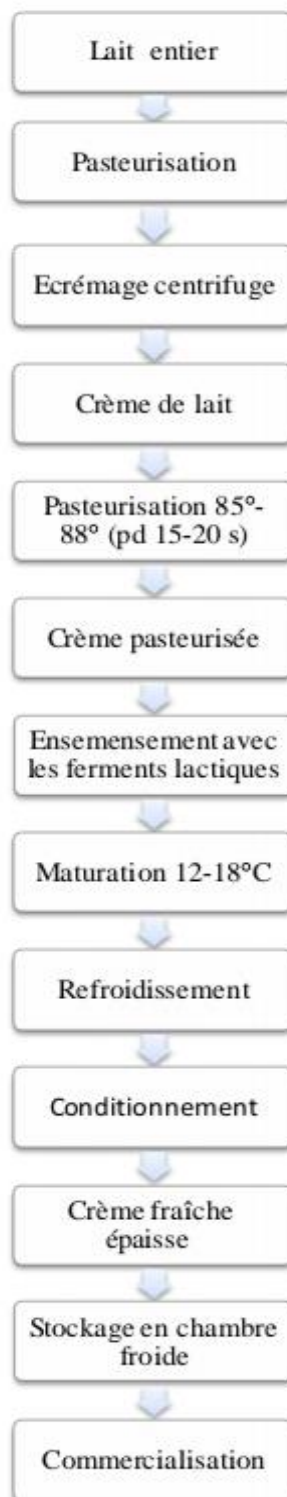 Lait entier
Pasteurisation
Ecrémage centrifuge
Crème de lait
Pasteurisation 85°-
88° (pd 15-20 s)
Crème pasteurisée
Ensemensement avec
les ferments lactiques
Maturation 12-18°C
Refroidissement
Conditionnement
Crème fraîche
épaisse
Stockage en chambre
froide
Commercialisation